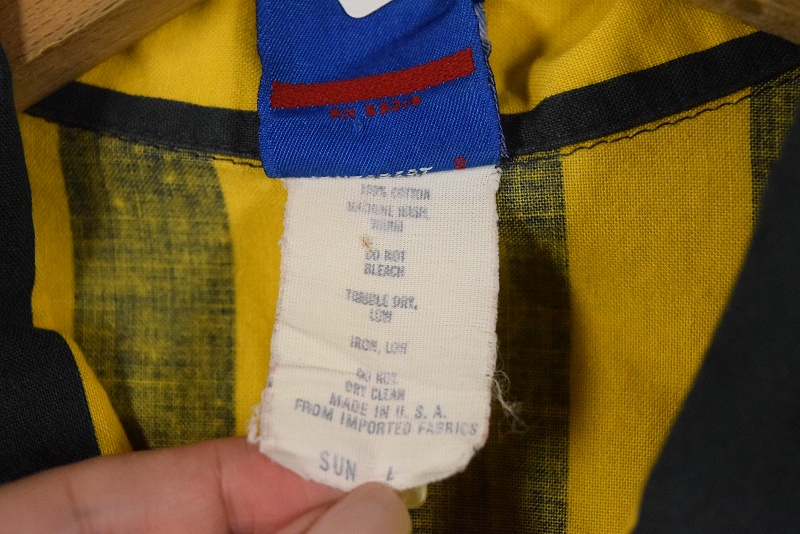 100% COTTON
MACHINE WASH,
WARM
DO NOT
BLEACH
TUMBLE DRY,
LOW
IRON, LOW
DO NOT
DRY CLEAN
MADE IN U.S.A.
FROM IMPORTED FABRICS
SUN L